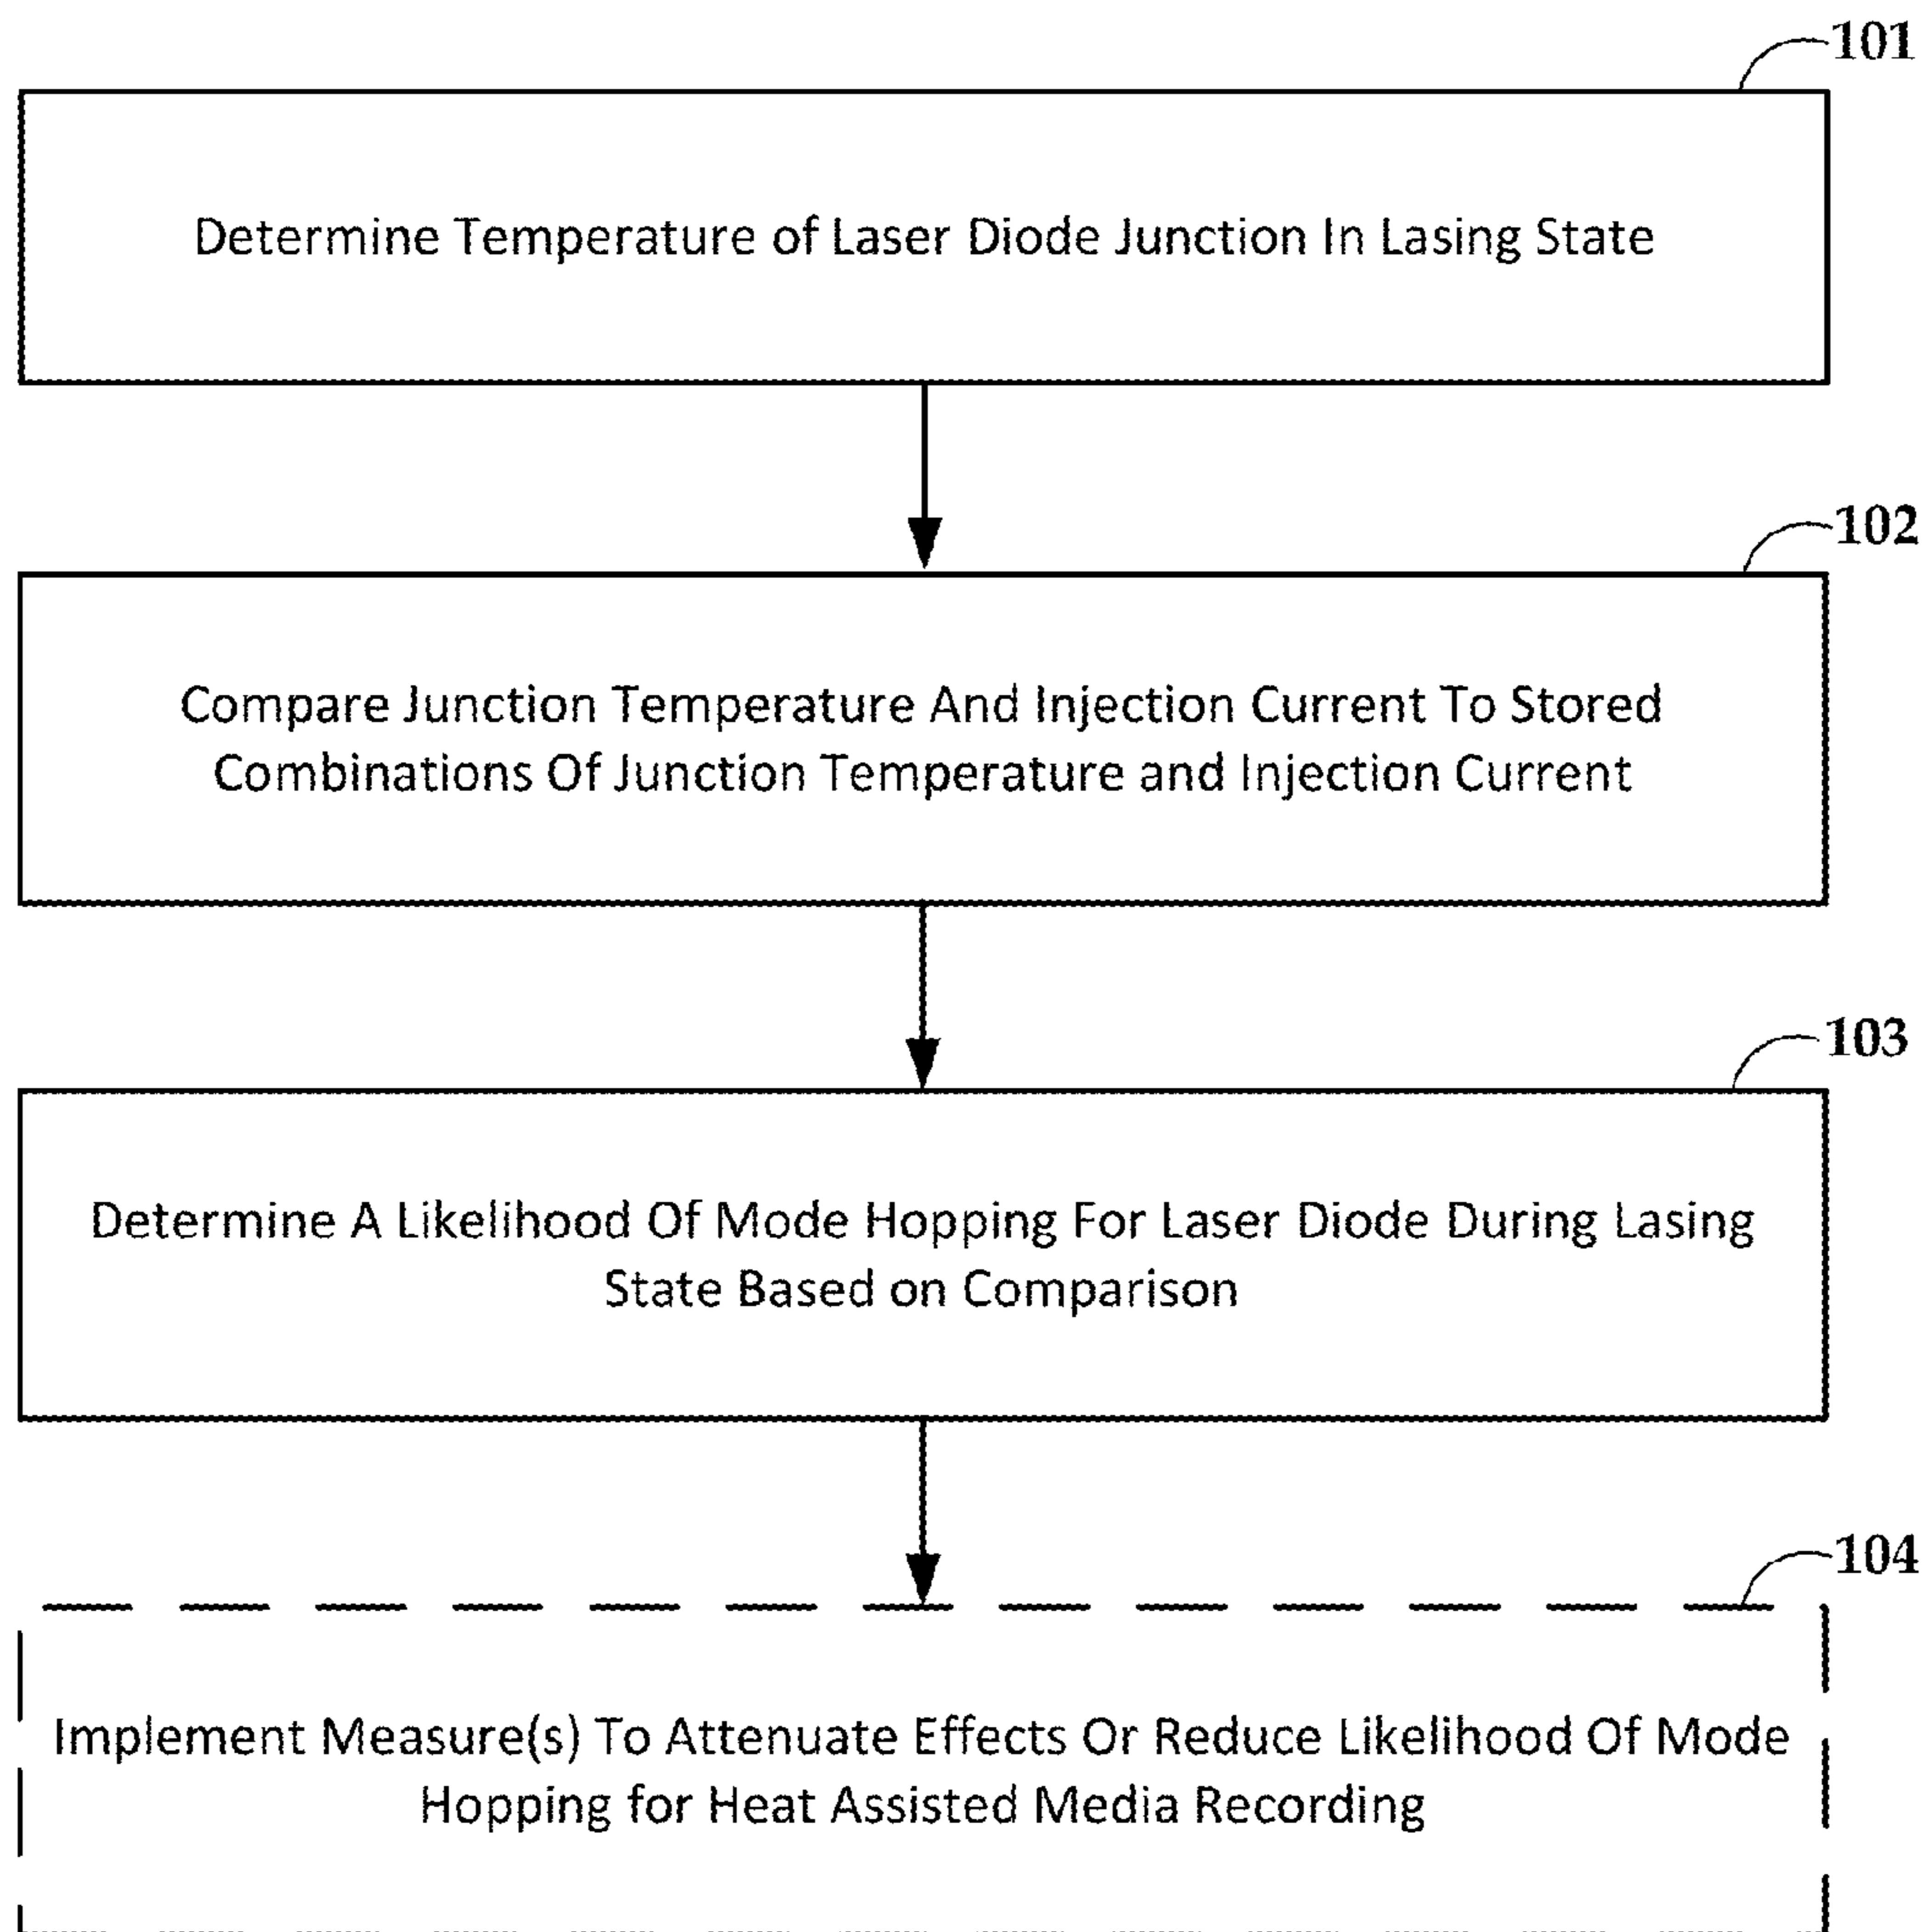 101
Determine Temperature of Laser Diode Junction In Lasing State
102
Compare Junction Temperature And Injection Current To Stored
Combinations Of Junction Temperature and Injection Current
103
Determine A Likelihood Of Mode Hopping For Laser Diode During Lasing
State Based on Comparison
104
Implement Measure(s) To Attenuate Effects Or Reduce Likelihood Of Mode
Hopping for Heat Assisted Media Recording